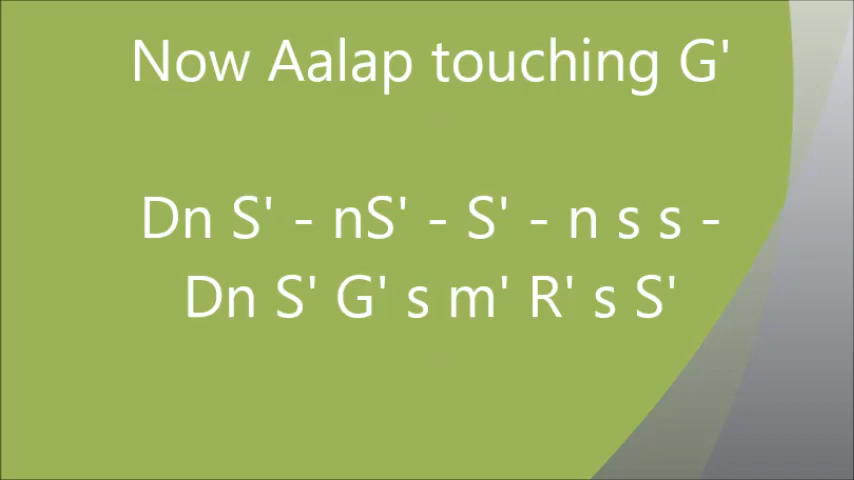 Now Aalap touching G'
Dn S' - nS' - S' - n s s -
Dn S' G' s m' R' s S'